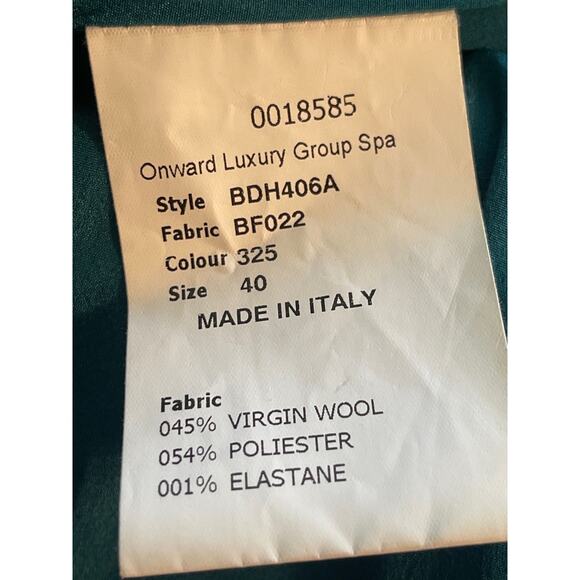 0018585
Onward Luxury Group Spa
Style BDH406A
Fabric BF022
Colour 325
Size 40
MADE IN ITALY
Fabric
045% VIRGIN WOOL
054% POLIESTER
001% ELASTANE